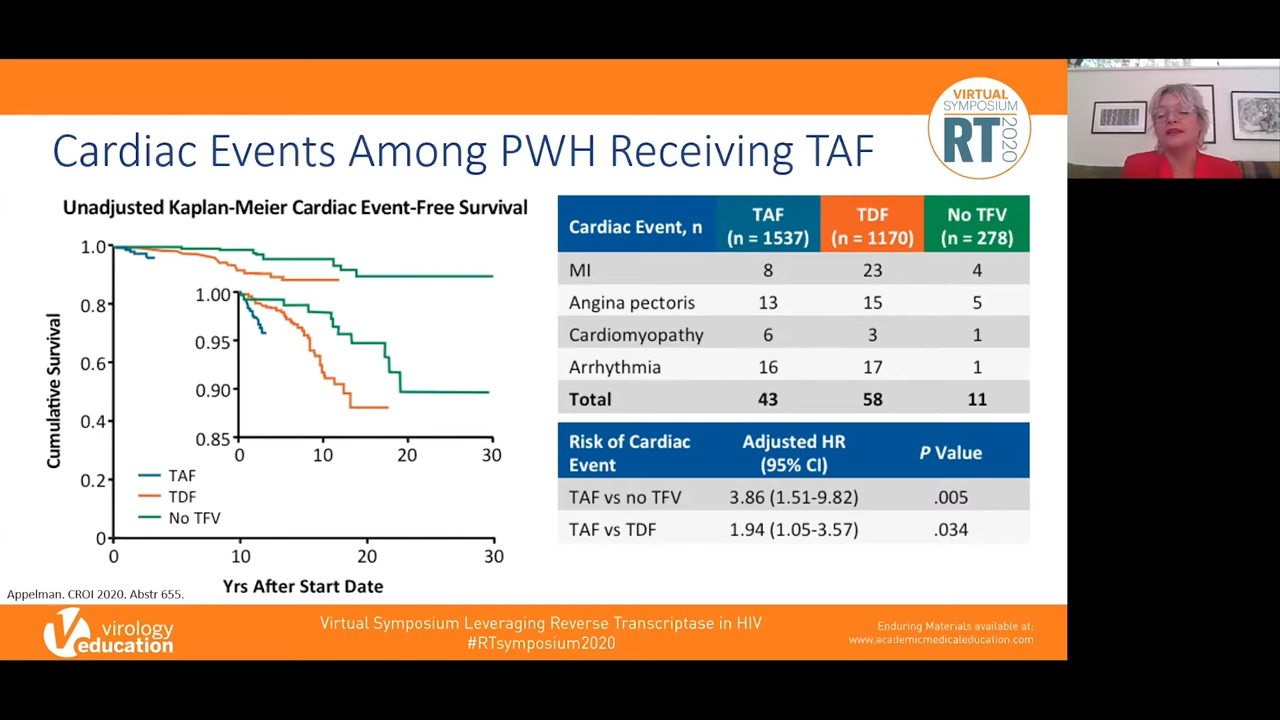 VIRTUAL
SYMPOSIUM
RT
2020
Cardiac Events Among PWH Receiving TAF
Unadjusted Kaplan-Meier Cardiac Event-Free Survival
1.0
0.8
0.6
0.4
0.2
0
Cumulative Survival
1.00
0.95
0.90
0.85
0 10 20 30
TAF
TDF
No TFV
0 10 20 30
Yrs After Start Date
Cardiac Event, n TAF (n = 1537) TDF (n = 1170) No TFV (n = 278)
MI 8 23 4
Angina pectoris 13 15 5
Cardiomyopathy 6 3 1
Arrhythmia 16 17 1
Total 43 58 11
Risk of Cardiac Event Adjusted HR (95% CI) P Value
TAF vs no TFV 3.86 (1.51-9.82) .005
TAF vs TDF 1.94 (1.05-3.57) .034
Appelman. CROI 2020. Abstr 655.
virology
education
Virtual Symposium Leveraging Reverse Transcriptase in HIV
#RTsymposium2020
Enduring Materials available at:
www.academicmedicaleducation.com